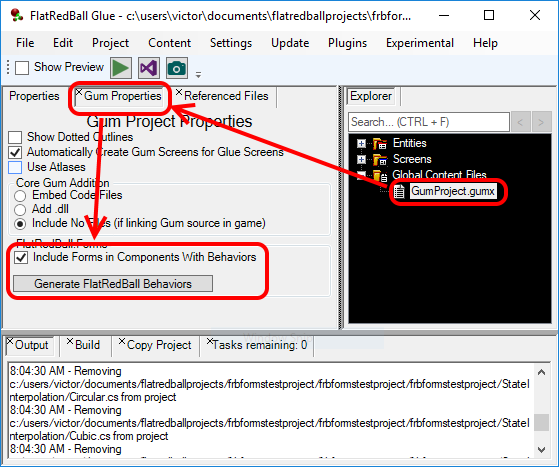 FlatRedBall Glue - c:\users\victor\documents\flatredballprojects\frbform
File Edit Project Content Settings Update Plugins Experimental Help
Show Preview
Properties Gum Properties Referenced Files
Gum Project Properties
Show Dotted Outlines
Automatically Create Gum Screens for Glue Screens
Use Atlases
Core Gum Addition
Embed Code Files
Add .dll
Include No Files (if linking Gum source in game)
FlatRedBall.Forms
Include Forms in Components With Behaviors
Generate FlatRedBall Behaviors
Explorer
Search... (CTRL + F)
Entities
Screens
Global Content Files
GumProject.gumx
Output Build Copy Project Tasks remaining: 0
8:04:30 AM - Removing
c:/users/victor/documents/flatredballprojects/frbformstestproject/frbformstestproject/frbformstestproject/StateI
nterpolation/Circular.cs from project
8:04:30 AM - Removing
c:/users/victor/documents/flatredballprojects/frbformstestproject/frbformstestproject/frbformstestproject/StateI
nterpolation/Cubic.cs from project
8:04:30 AM - Removing